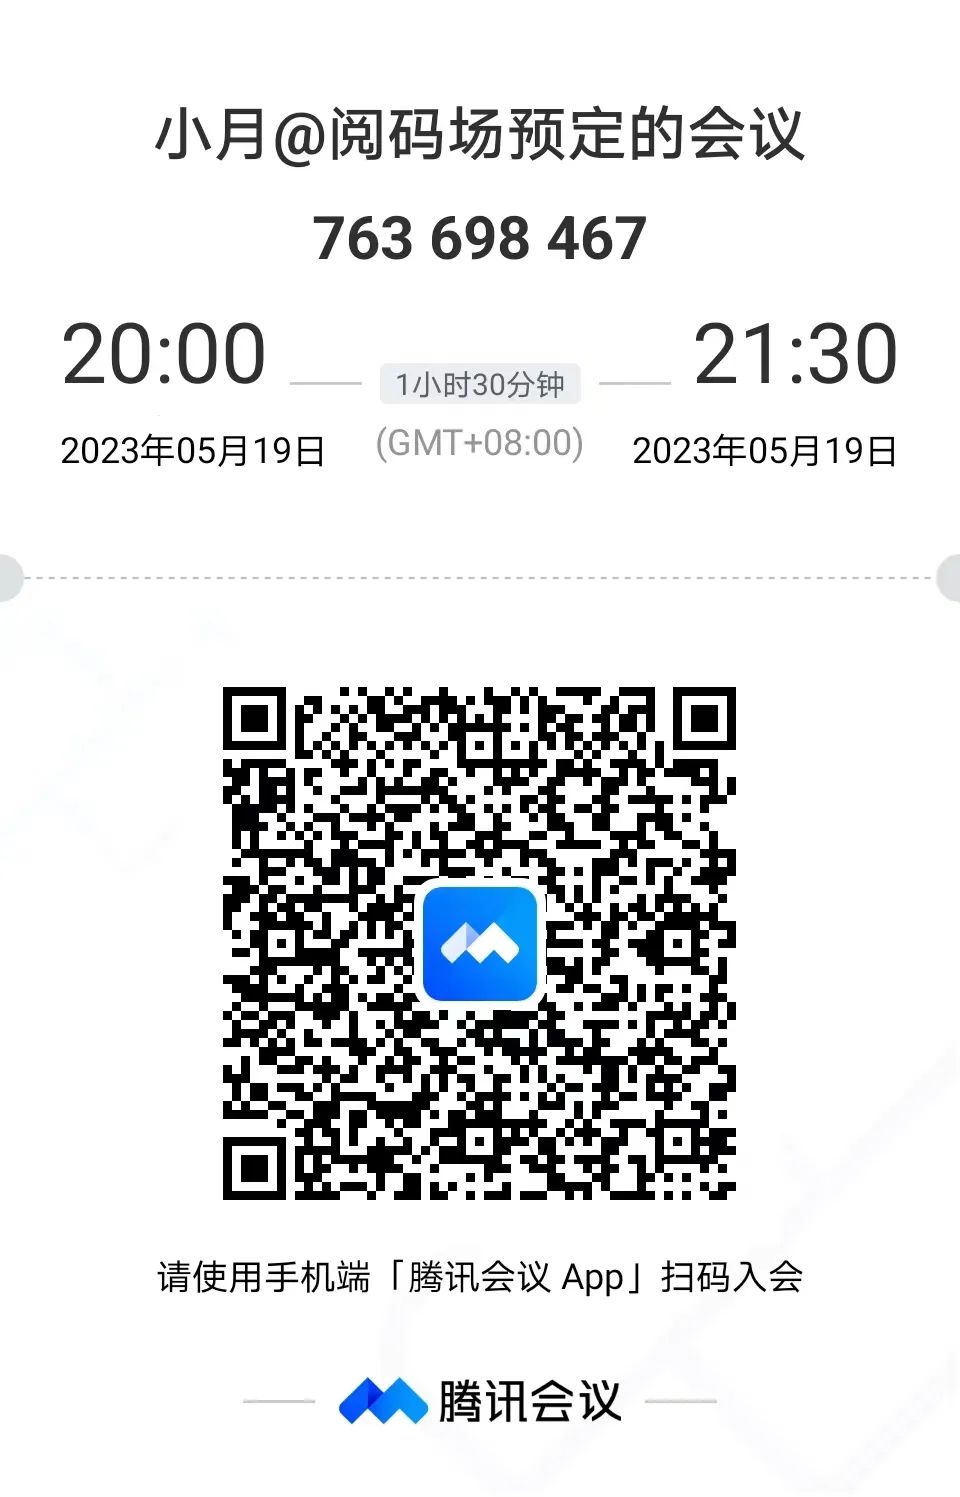 小月@阅码场预定的会议
763 698 467
20:00
1小时30分钟
21:30
2023年05月19日
(GMT+08:00)
2023年05月19日
请使用手机端「腾讯会议 App」扫码入会
腾讯会议